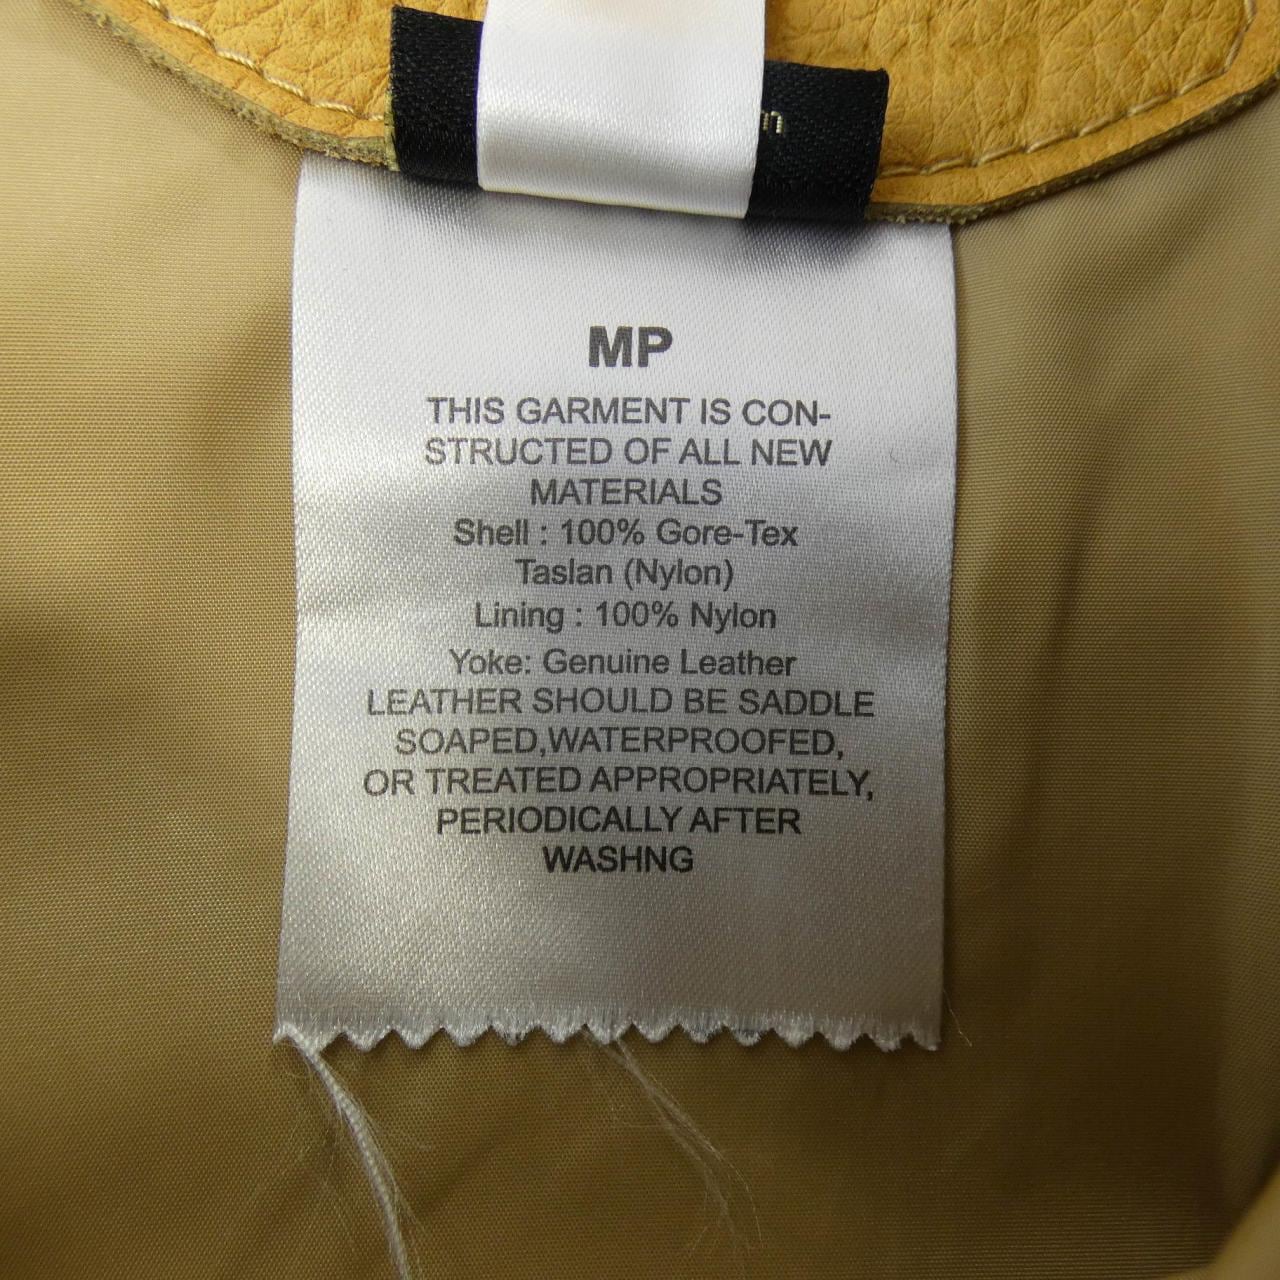 m
MP
THIS GARMENT IS CON-
STRUCTED OF ALL NEW
MATERIALS
Shell : 100% Gore-Tex
Taslan (Nylon)
Lining : 100% Nylon
Yoke: Genuine Leather
LEATHER SHOULD BE SADDLE
SOAPED,WATERPROOFED,
OR TREATED APPROPRIATELY,
PERIODICALLY AFTER
WASHNG